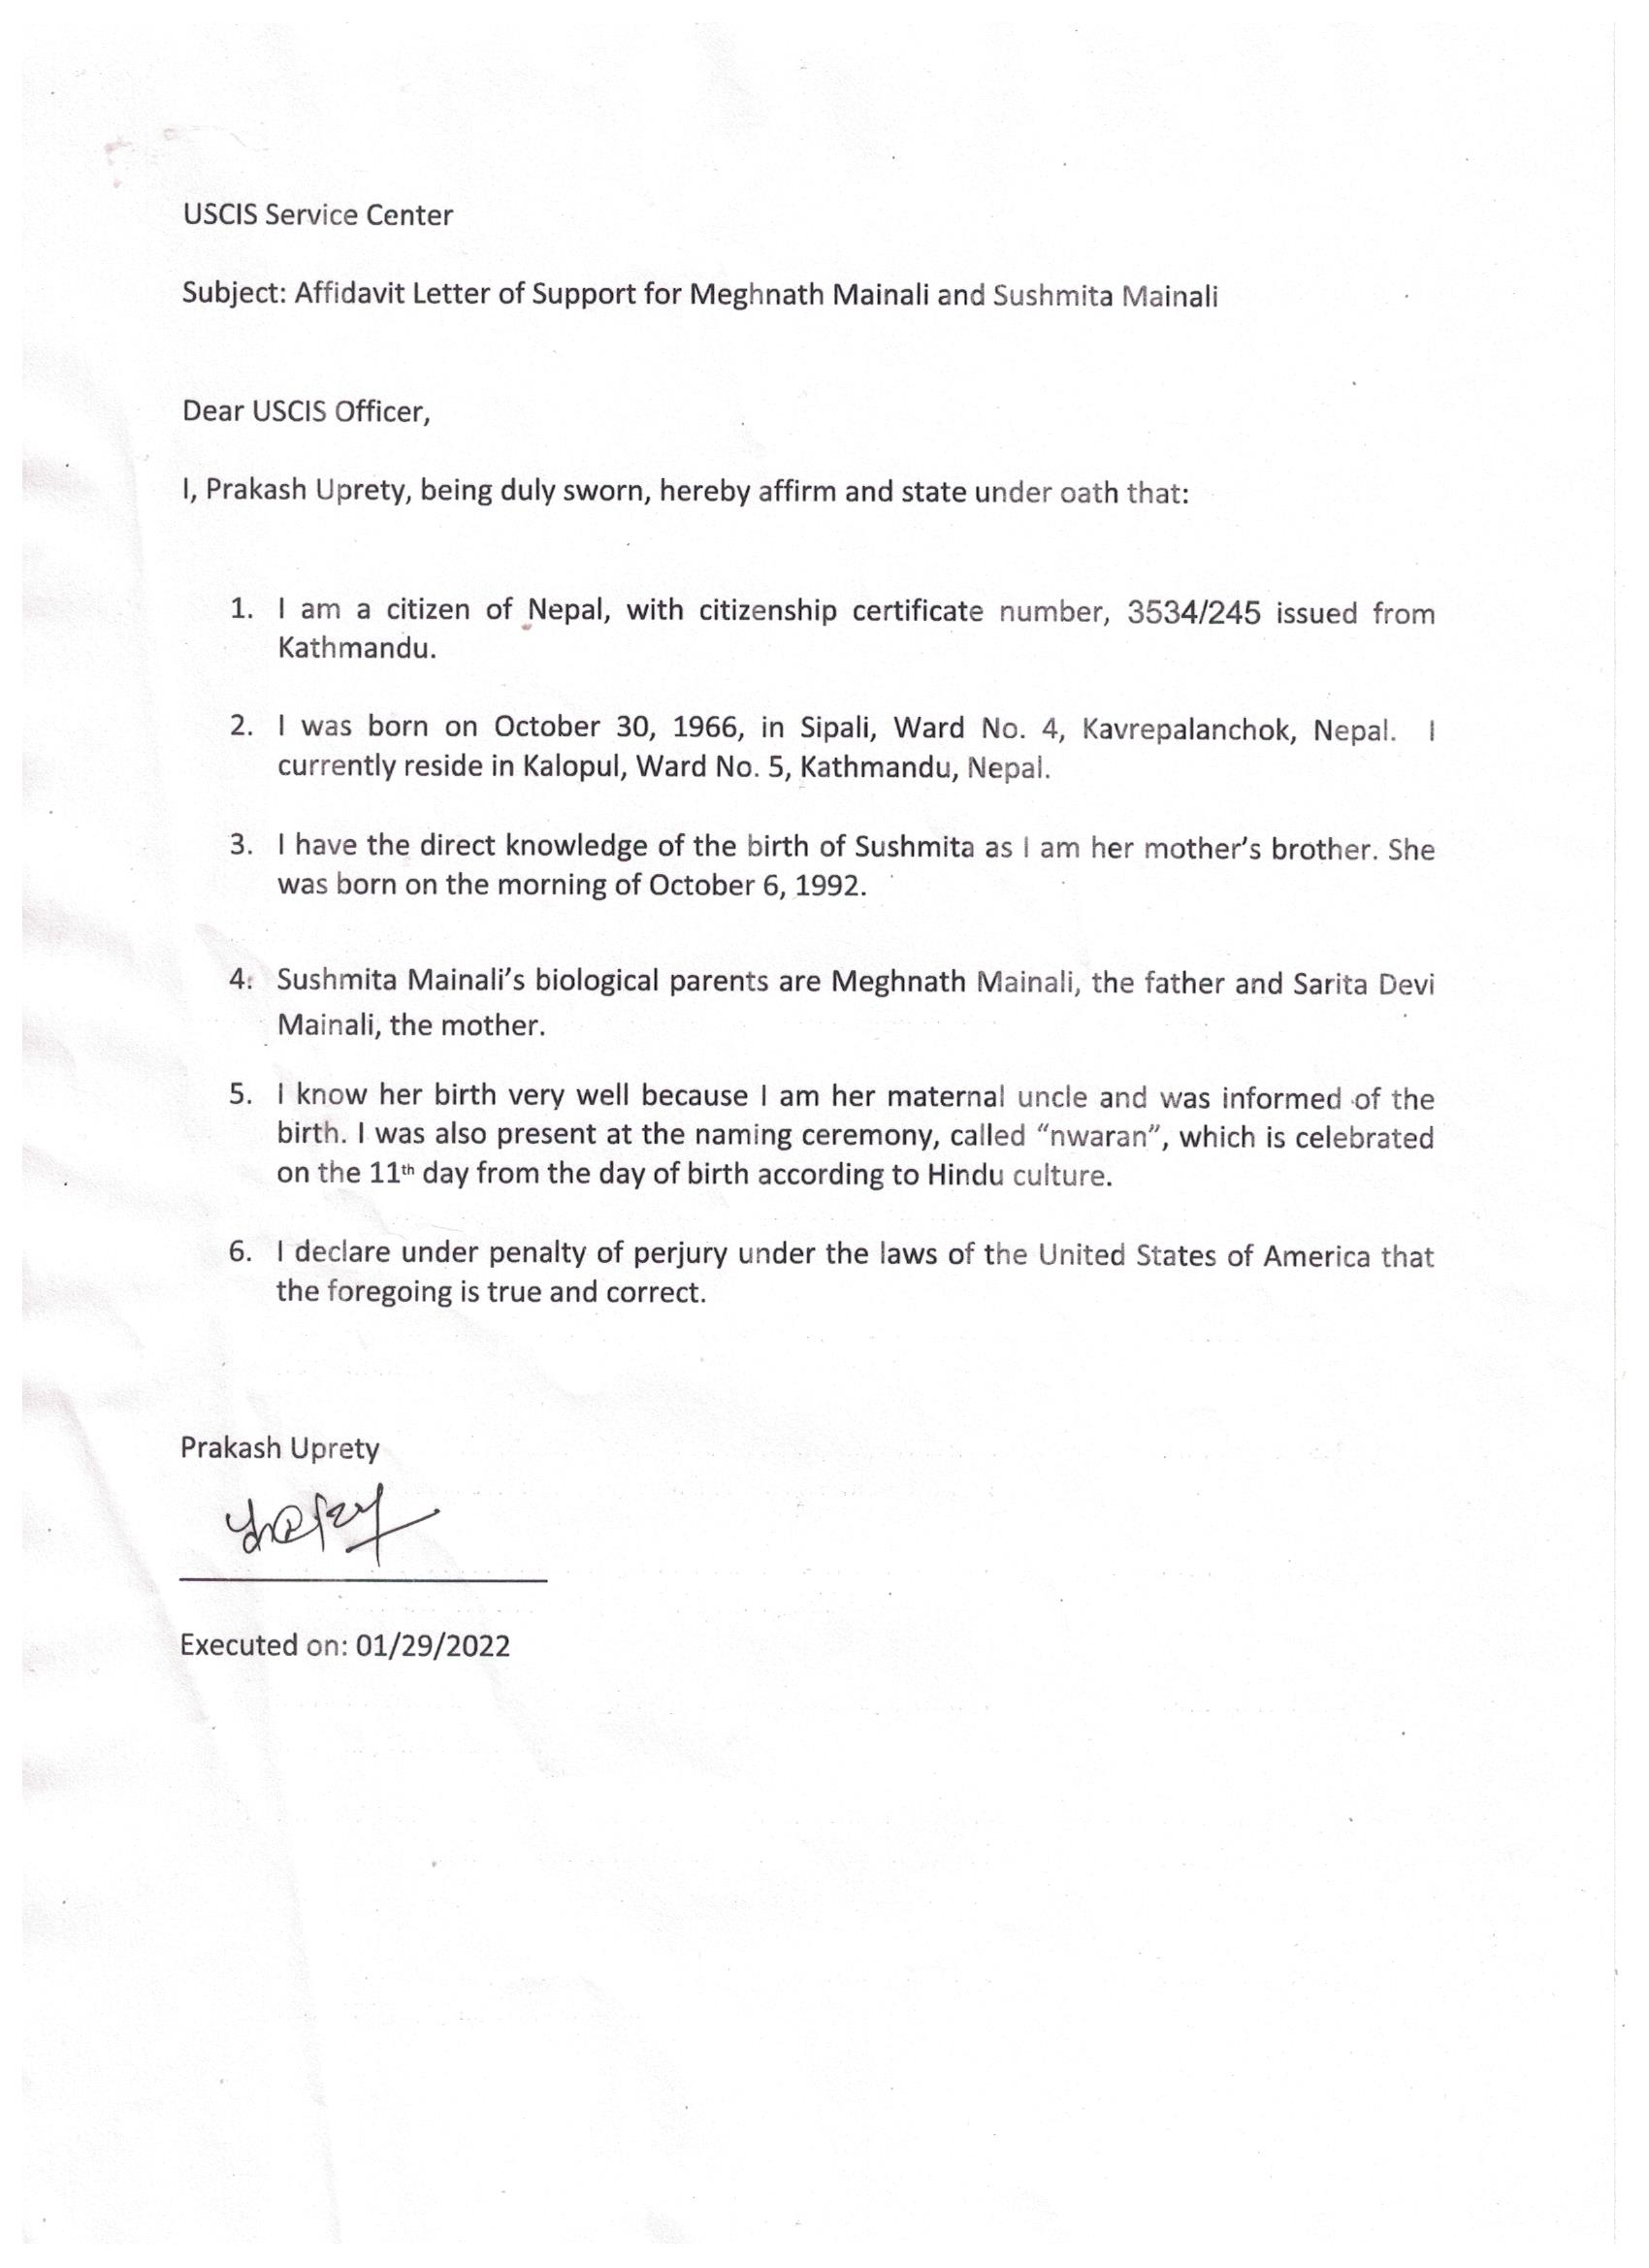 USCIS Service Center
Subject: Affidavit Letter of Support for Meghnath Mainali and Sushmita Mainali
Dear USCIS Officer,
I, Prakash Uprety, being duly sworn, hereby affirm and state under oath that:
1. I am a citizen of Nepal, with citizenship certificate number, 3534/245 issued from
Kathmandu.
2. I was born on October 30, 1966, in Sipali, Ward No. 4, Kavrepalanchok, Nepal. I
currently reside in Kalopul, Ward No. 5, Kathmandu, Nepal.
3. I have the direct knowledge of the birth of Sushmita as I am her mother’s brother. She
was born on the morning of October 6, 1992.
4. Sushmita Mainali’s biological parents are Meghnath Mainali, the father and Sarita Devi
Mainali, the mother.
5. I know her birth very well because I am her maternal uncle and was informed of the
birth. I was also present at the naming ceremony, called “nwaran”, which is celebrated
on the 11th day from the day of birth according to Hindu culture.
6. I declare under penalty of perjury under the laws of the United States of America that
the foregoing is true and correct.
Prakash Uprety
Executed on: 01/29/2022